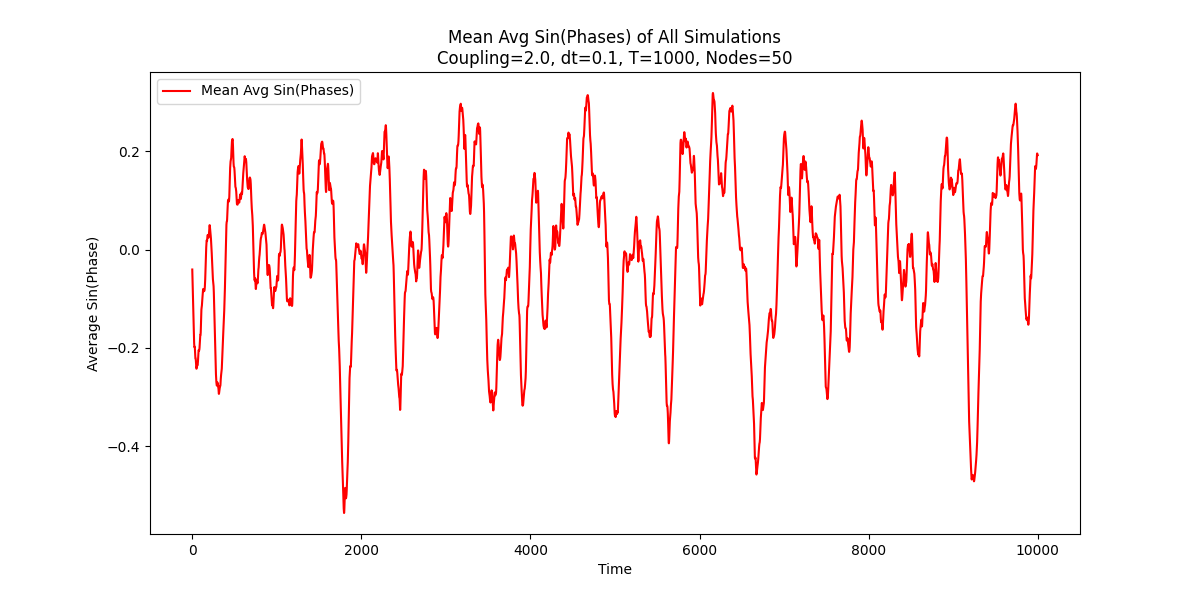 Mean Avg Sin(Phases) of All Simulations
Coupling=2.0, dt=0.1, T=1000, Nodes=50
Mean Avg Sin(Phases)
Average Sin(Phase)
0.2
0.0
−0.2
−0.4
0 2000 4000 6000 8000 10000
Time